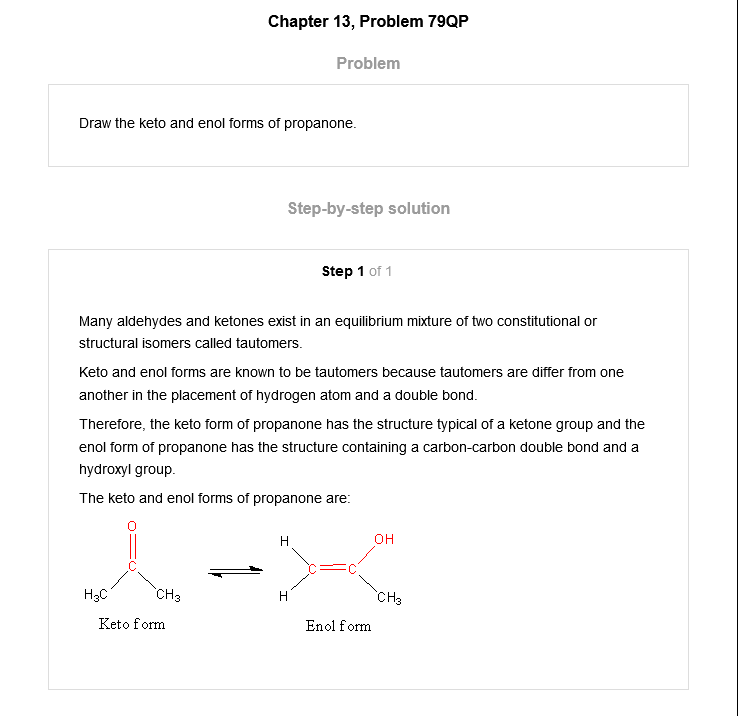 Chapter 13, Problem 79QP
Problem
Draw the keto and enol forms of propanone.
Step-by-step solution
Step 1 of 1
Many aldehydes and ketones exist in an equilibrium mixture of two constitutional or
structural isomers called tautomers.
Keto and enol forms are known to be tautomers because tautomers are differ from one
another in the placement of hydrogen atom and a double bond.
Therefore, the keto form of propanone has the structure typical of a ketone group and the
enol form of propanone has the structure containing a carbon-carbon double bond and a
hydroxyl group.
The keto and enol forms of propanone are:
O
C
H₃C CH₃
Keto form
H OH
C C
H CH₃
Enol form